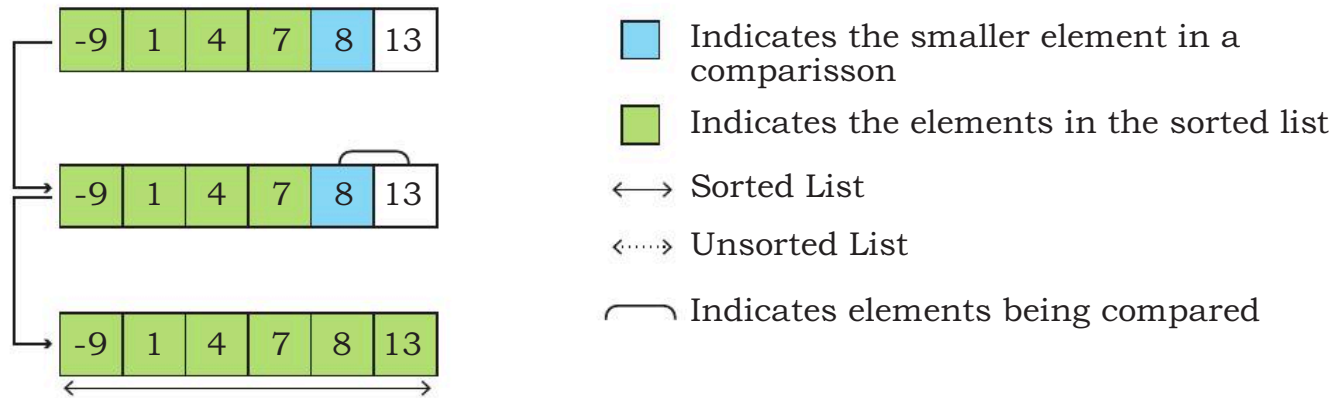 -9 1 4 7 8 13
-9 1 4 7 8 13
-9 1 4 7 8 13
Indicates the smaller element in a
comparisson
Indicates the elements in the sorted list
Sorted List
Unsorted List
Indicates elements being compared